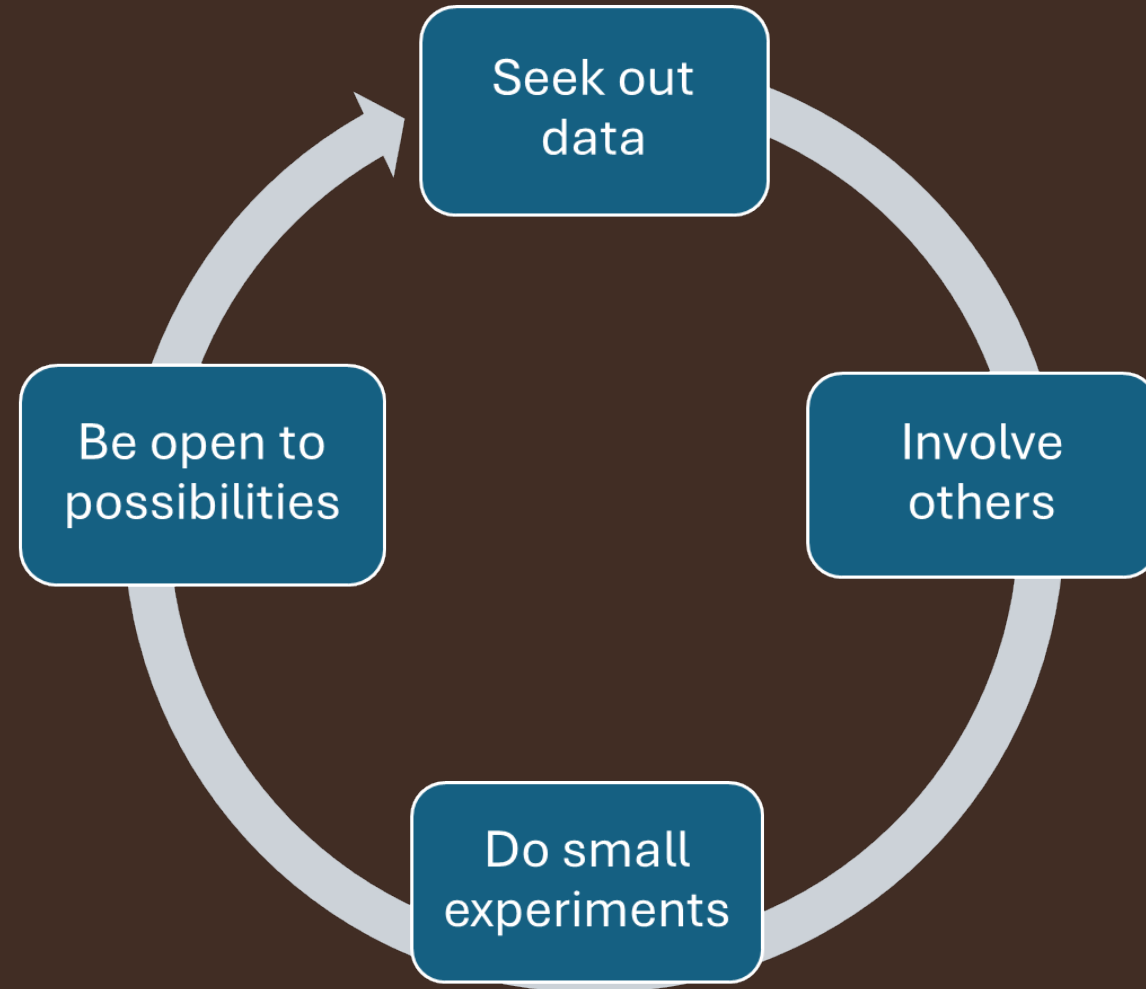 Seek out
data
Involve
others
Do small
experiments
Be open to
possibilities